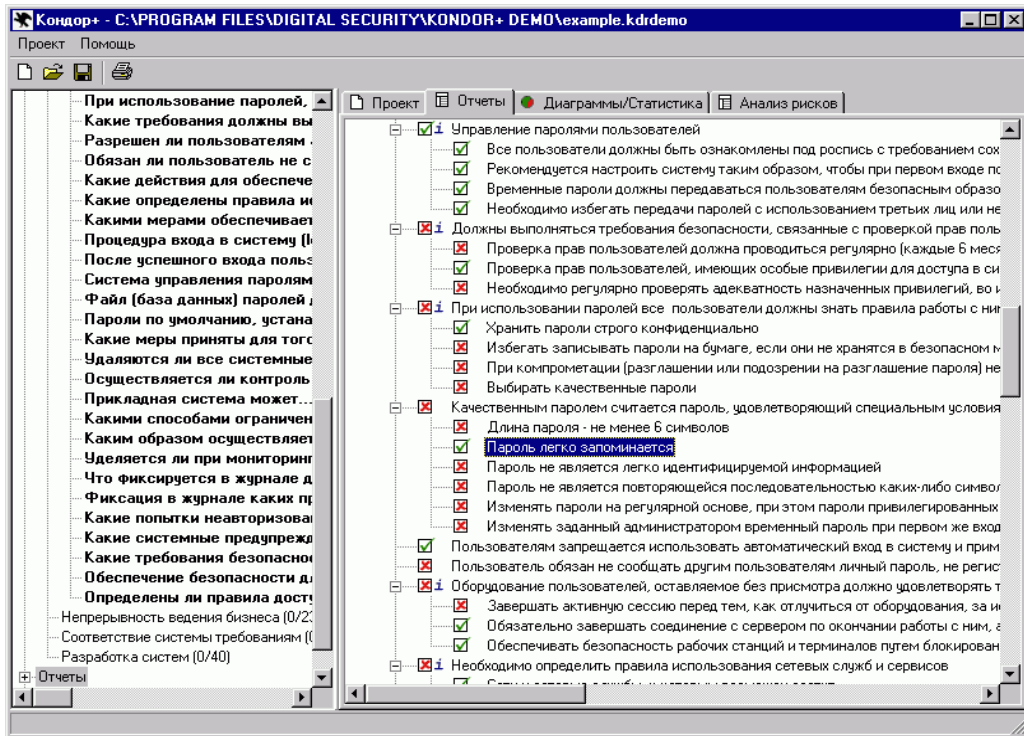 Кондор+ - C:\PROGRAM FILES\DIGITAL SECURITY\KONDOR+ DEMO\example.kdrdemo
Проект Помощь
При использование паролей,
Какие требования должны вы
Разрешен ли пользователям
Обязан ли пользователь не с
Какие действия для обеспече
Какие определены правила и
Какими мерами обеспечивает
Процедура входа в систему (l
После успешного входа польз
Система управления паролям
Файл (база данных) паролей
Пароли по умолчанию, устана
Какие меры приняты для того
Удаляются ли все системные
Осуществляется ли контроль
Прикладная система может...
Какими способами ограничен
Каким образом осуществляет
Уделяется ли при мониторинг
Что фиксируется в журнале д
Фиксация в журнале каких пр
Какие попытки неавторизова
Какие системные предупрежд
Какие требования безопасно
Обеспечение безопасности д
Определены ли правила дост
Непрерывность ведения бизнеса (0/23
Соответствие системы требованиям (0
Разработка систем (0/40)
Отчеты
Проект Отчеты Диаграммы/Статистика Анализ рисков
Управление паролями пользователей
Все пользователи должны быть ознакомлены под роспись с требованием сох
Рекомендуется настроить систему таким образом, чтобы при первом входе по
Временные пароли должны передаваться пользователям безопасным образо
Необходимо избегать передачи паролей с использованием третьих лиц или не
Должны выполняться требования безопасности, связанные с проверкой прав поль
Проверка прав пользователей должна проводиться регулярно (каждые 6 меся
Проверка прав пользователей, имеющих особые привилегии для доступа в си
Необходимо регулярно проверять адекватность назначенных привилегий, во и
При использовании паролей все пользователи должны знать правила работы с ни
Хранить пароли строго конфиденциально
Избегать записывать пароли на бумаге, если они не хранятся в безопасном м
При компрометации (разглашении или подозрении на разглашение пароля) не
Выбирать качественные пароли
Качественным паролем считается пароль, удовлетворяющий специальным условия
Длина пароля - не менее 6 символов
Пароль легко запоминается
Пароль не является легко идентифицируемой информацией
Пароль не является повторяющейся последовательностью каких-либо символ
Изменять пароли на регулярной основе, при этом пароли привилегированных
Изменять заданный администратором временный пароль при первом же вход
Пользователям запрещается использовать автоматический вход в систему и прим
Пользователь обязан не сообщать другим пользователям личный пароль, не регис
Оборудование пользователей, оставляемое без присмотра должно удовлетворять т
Завершать активную сессию перед тем, как отлучиться от оборудования, за и
Обязательно завершать соединение с сервером по окончании работы с ним, а
Обеспечивать безопасность рабочих станций и терминалов путем блокирован
Необходимо определить правила использования сетевых служб и сервисов